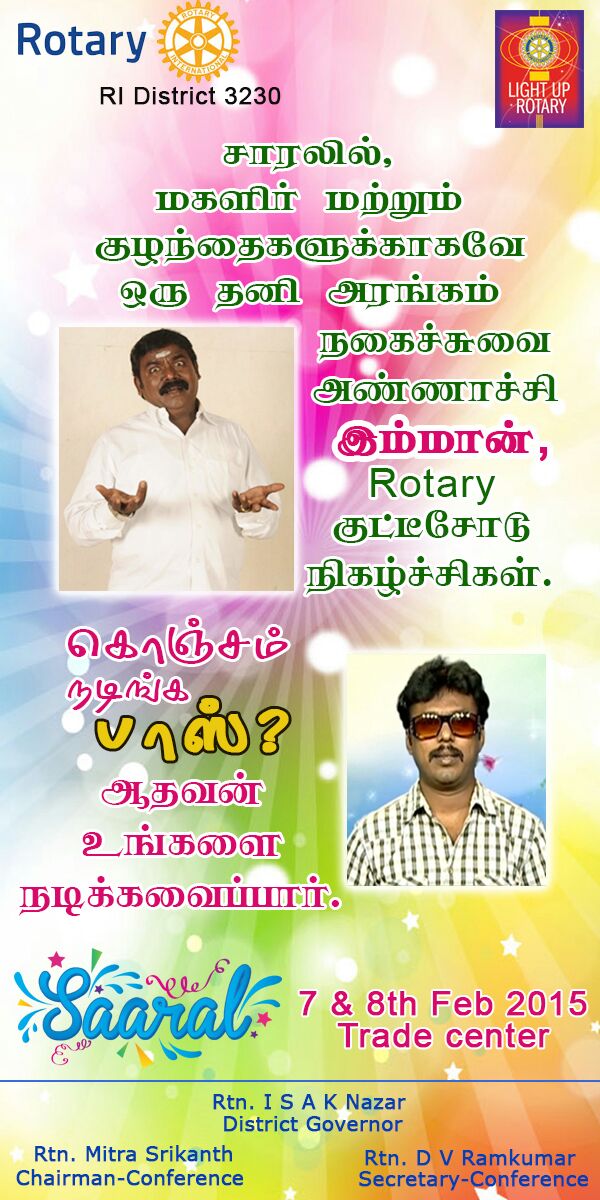 Rotary
ROTARY
INTERNATIONAL
RI District 3230
LIGHT UP
ROTARY
சாரலில்,
மகளிர் மற்றும்
குழந்தைகளுக்காகவே
ஒரு தனி அரங்கம்
நகைச்சுவை
அண்ணாச்சி
இம்மான்,
Rotary
குட்டீசோடு
நிகழ்ச்சிகள்.
கொஞ்சம்
நடிங்க
பாஸ்?
ஆதவன்
உங்களை
நடிக்கவைப்பார்.
Saaral
7 & 8th Feb 2015
Trade center
Rtn. I S A K Nazar
District Governor
Rtn. Mitra Srikanth
Chairman-Conference
Rtn. D V Ramkumar
Secretary-Conference